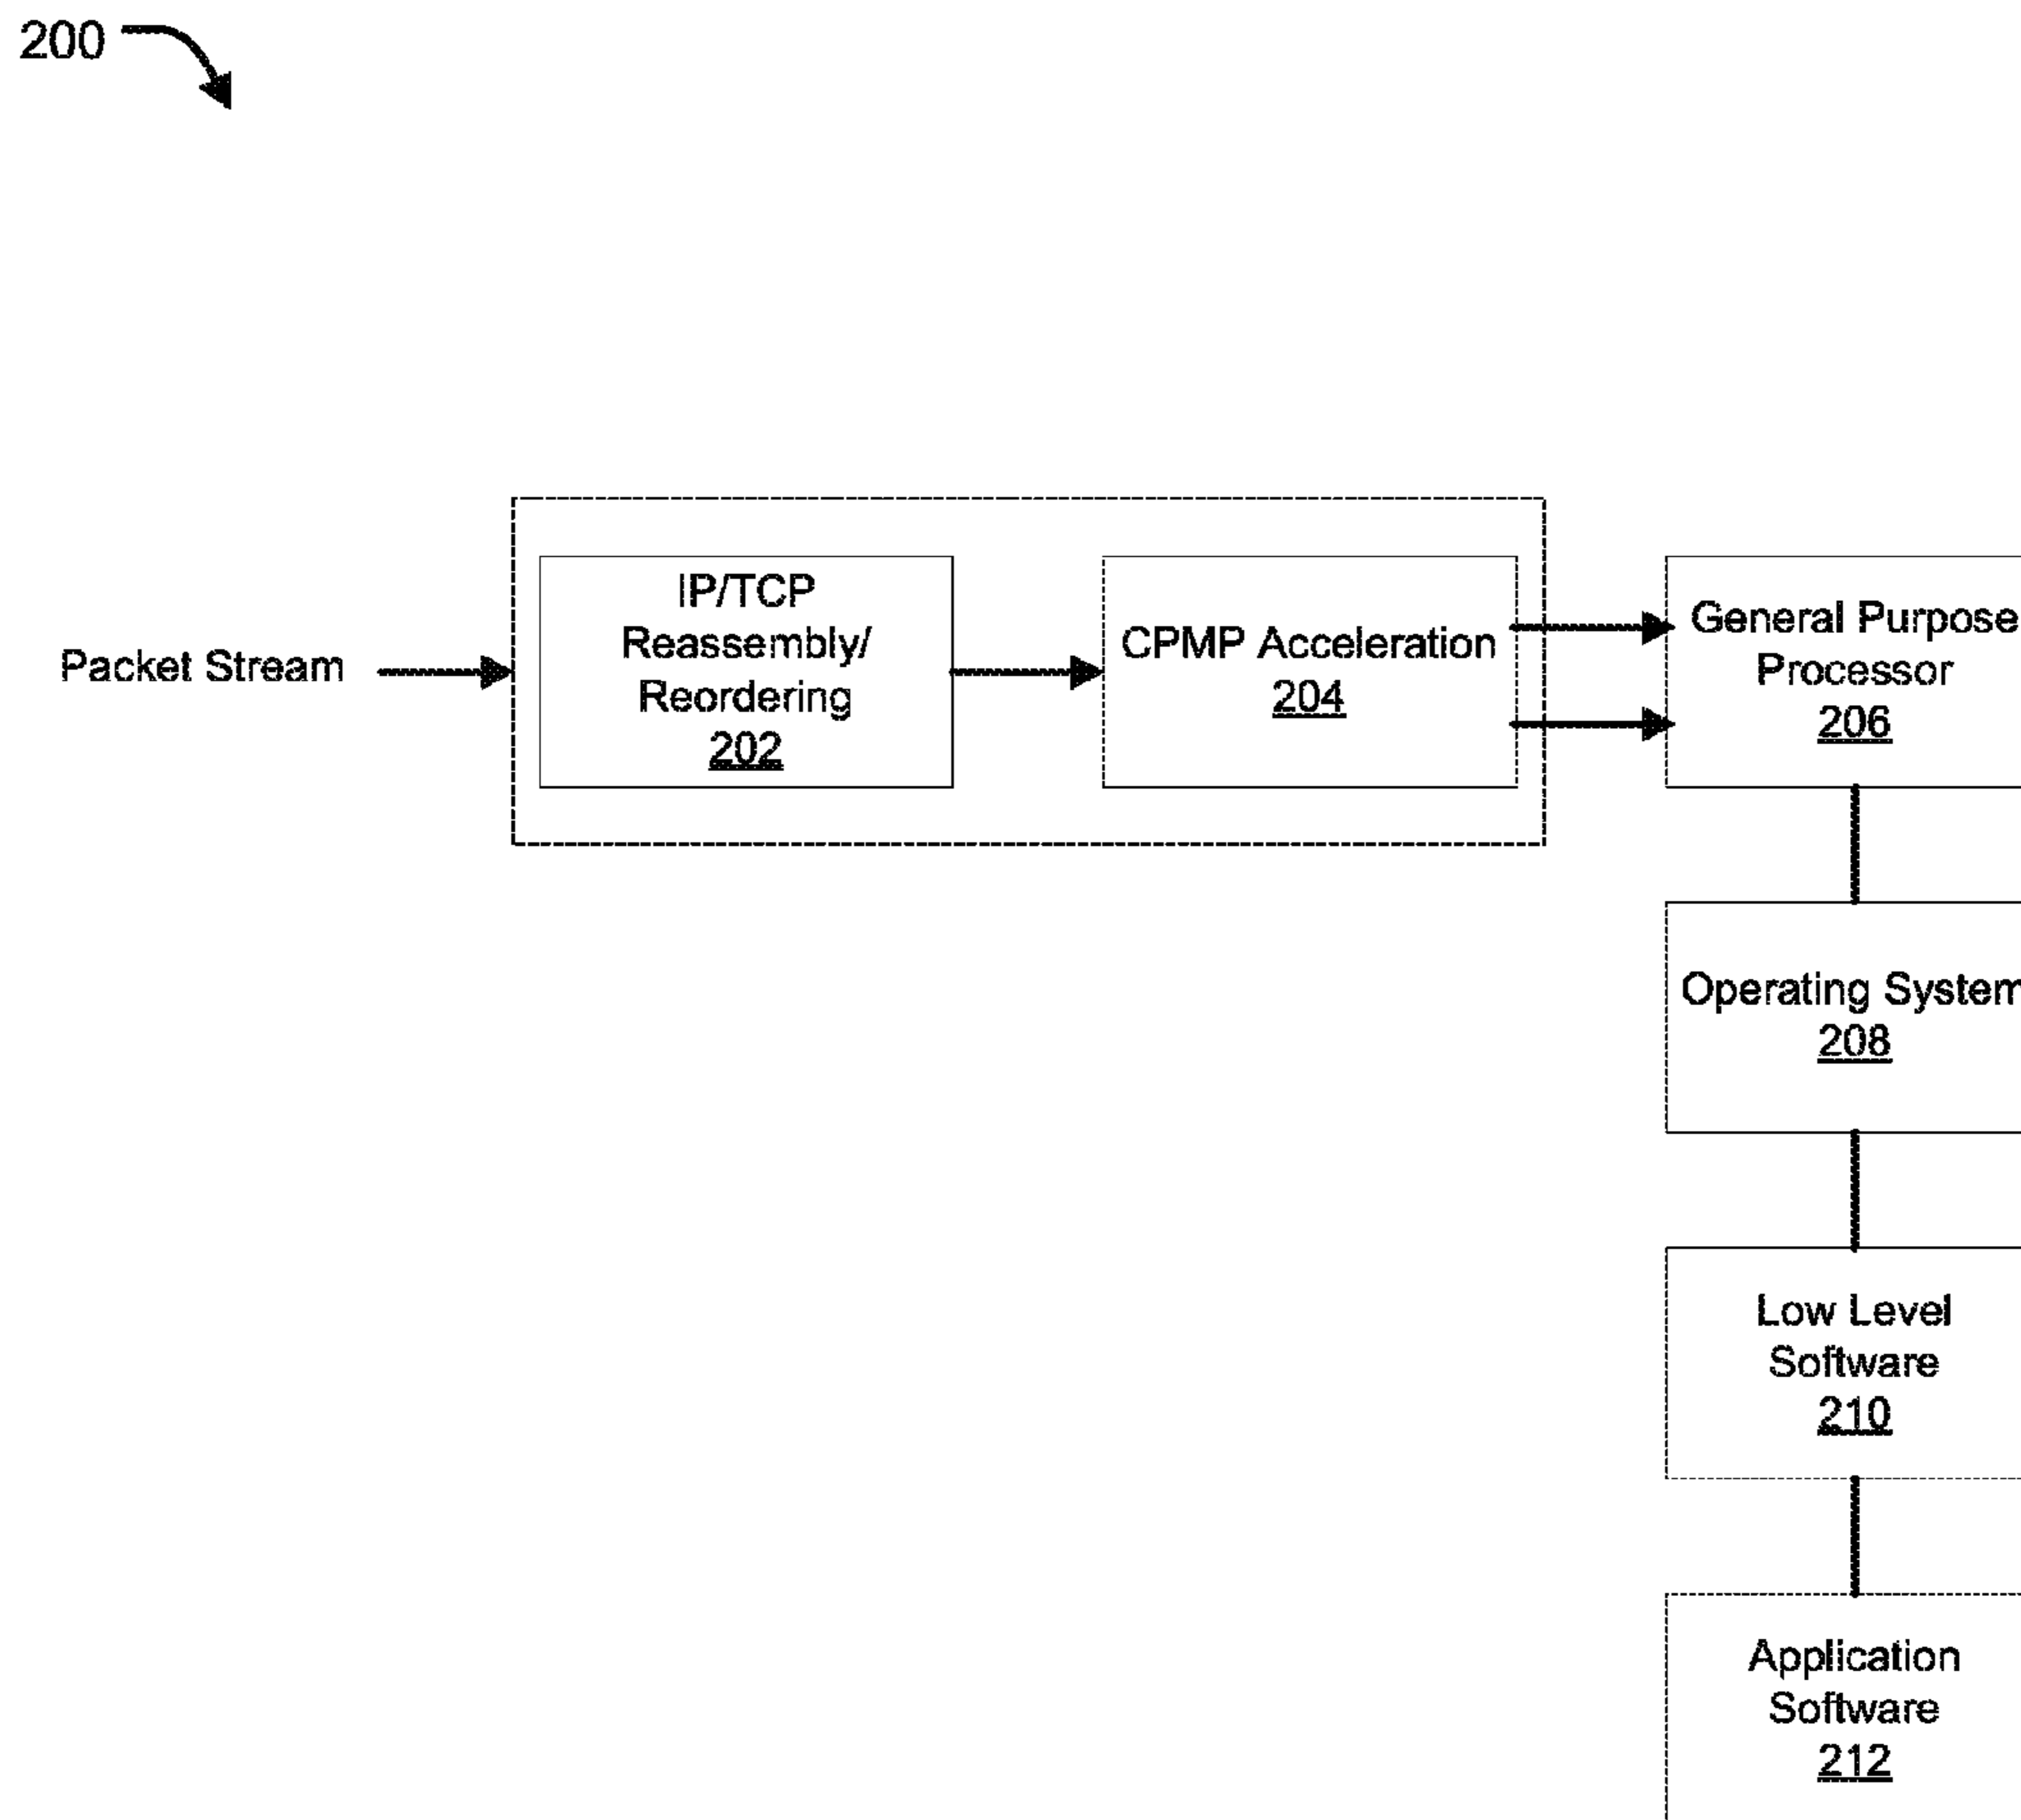 200
Packet Stream
IP/TCP
Reassembly/
Reordering
202
CPMP Acceleration
204
General Purpose
Processor
206
Operating System
208
Low Level
Software
210
Application
Software
212